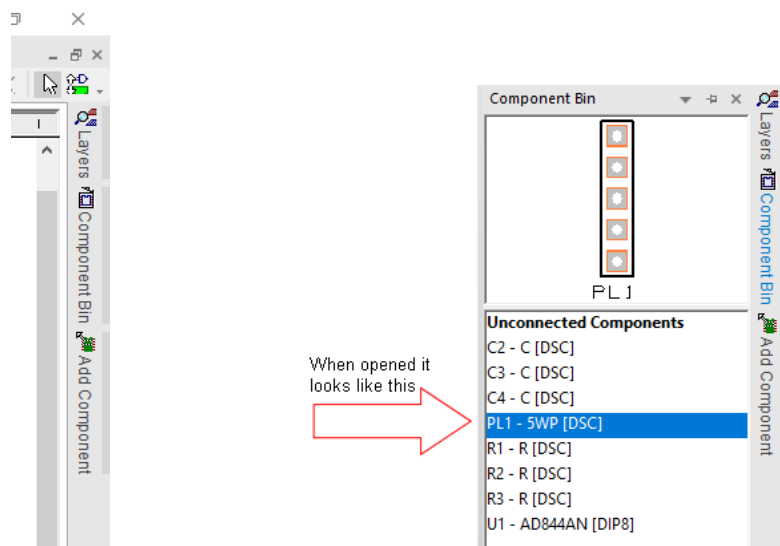 Layers
Component Bin
Add Component
When opened it
looks like this
Component Bin
PL1
Unconnected Components
C2 - C [DSC]
C3 - C [DSC]
C4 - C [DSC]
PL1 - 5WP [DSC]
R1 - R [DSC]
R2 - R [DSC]
R3 - R [DSC]
U1 - AD844AN [DIP8]
Layers
Component Bin
Add Component